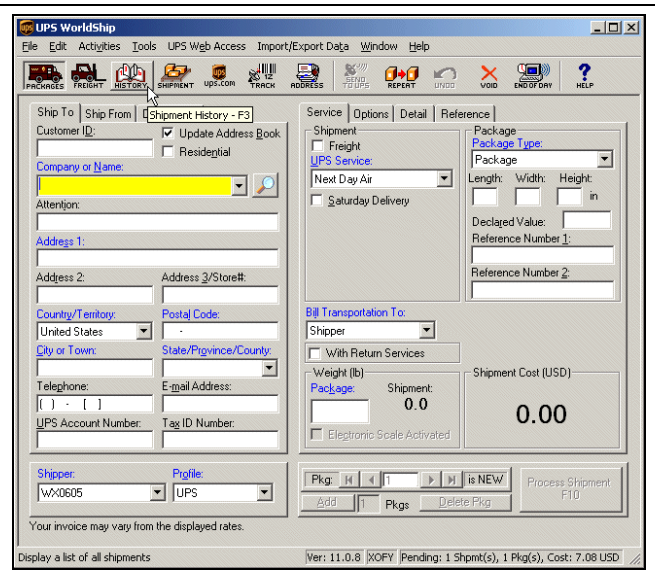 UPS WorldShip
File Edit Activities Tools UPS Web Access Import/Export Data Window Help
PACKAGES FREIGHT HISTORY SHIPMENT UPS.com TRACK ADDRESS SEND TO UPS REPEAT UNDO VOID END OF DAY HELP
Ship To Ship From D Shipment History - F3
Service Options Detail Reference
Customer ID:
Update Address Book
Residential
Company or Name:
Attention:
Address 1:
Address 2: Address 3/Store#:
Country/Territory: Postal Code:
United States -
City or Town: State/Province/County:
Telephone: E-mail Address:
( ) - [ ]
UPS Account Number: Tax ID Number:
Shipment
Freight
UPS Service:
Next Day Air
Saturday Delivery
Package
Package Type:
Package
Length: Width: Height:
in
Declared Value:
Reference Number 1:
Reference Number 2:
Bill Transportation To:
Shipper
With Return Services
Weight (lb)
Package: Shipment:
0.0
Electronic Scale Activated
Shipment Cost (USD)
0.00
Shipper: Profile:
WX0605 UPS
Pkg: 1 is NEW
Add 1 Pkgs Delete Pkg
Process Shipment
F10
Your invoice may vary from the displayed rates.
Display a list of all shipments Ver: 11.0.8 XOFY Pending: 1 Shpmt(s), 1 Pkg(s), Cost: 7.08 USD